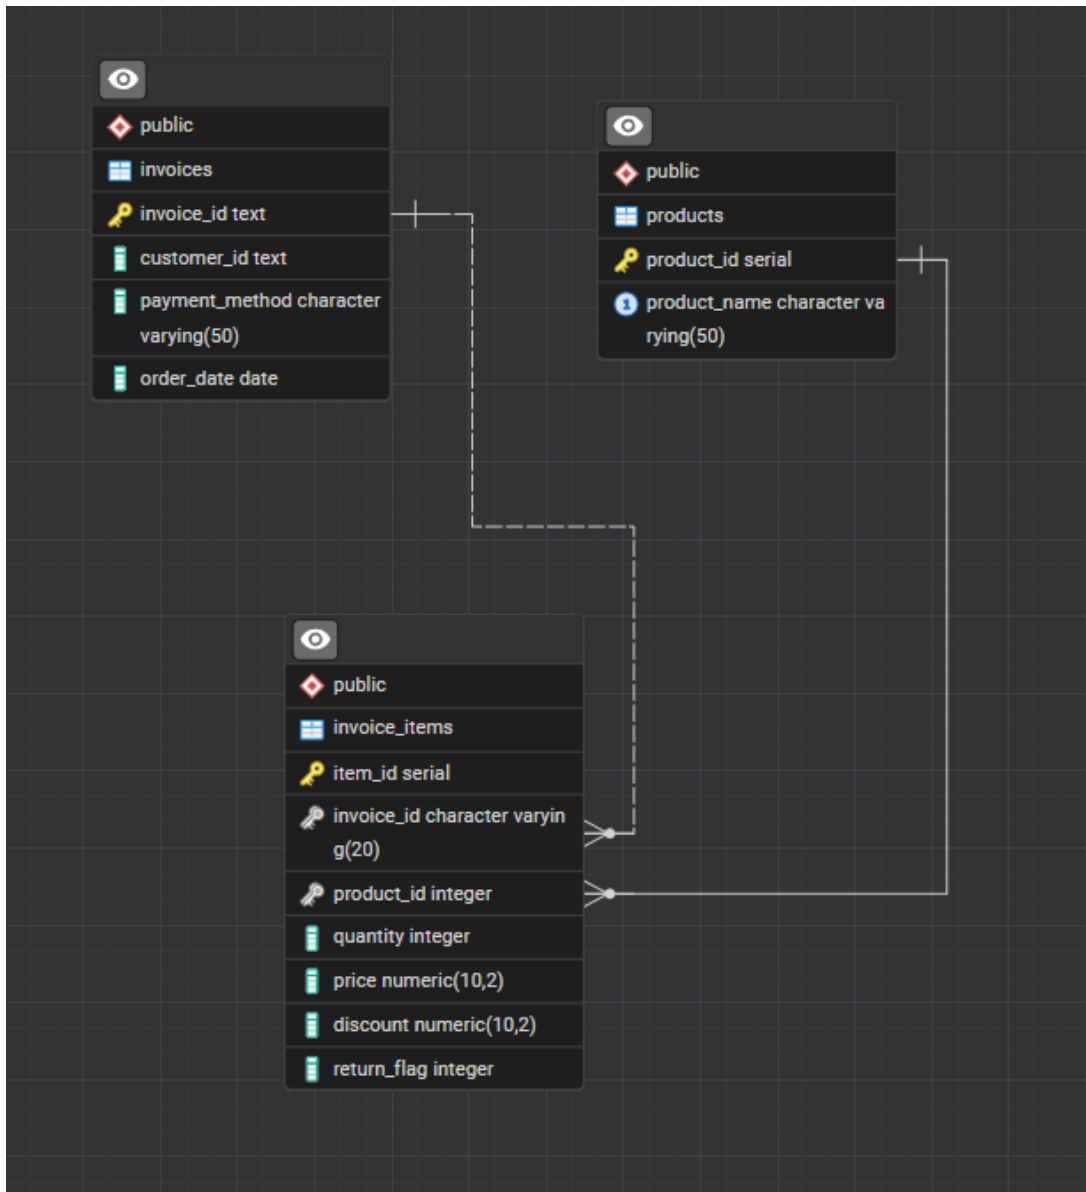 public
invoices
invoice_id text
customer_id text
payment_method character
varying(50)
order_date date
public
products
product_id serial
1
product_name character va
rying(50)
public
invoice_items
item_id serial
invoice_id character varyin
g(20)
product_id integer
quantity integer
price numeric(10,2)
discount numeric(10,2)
return_flag integer